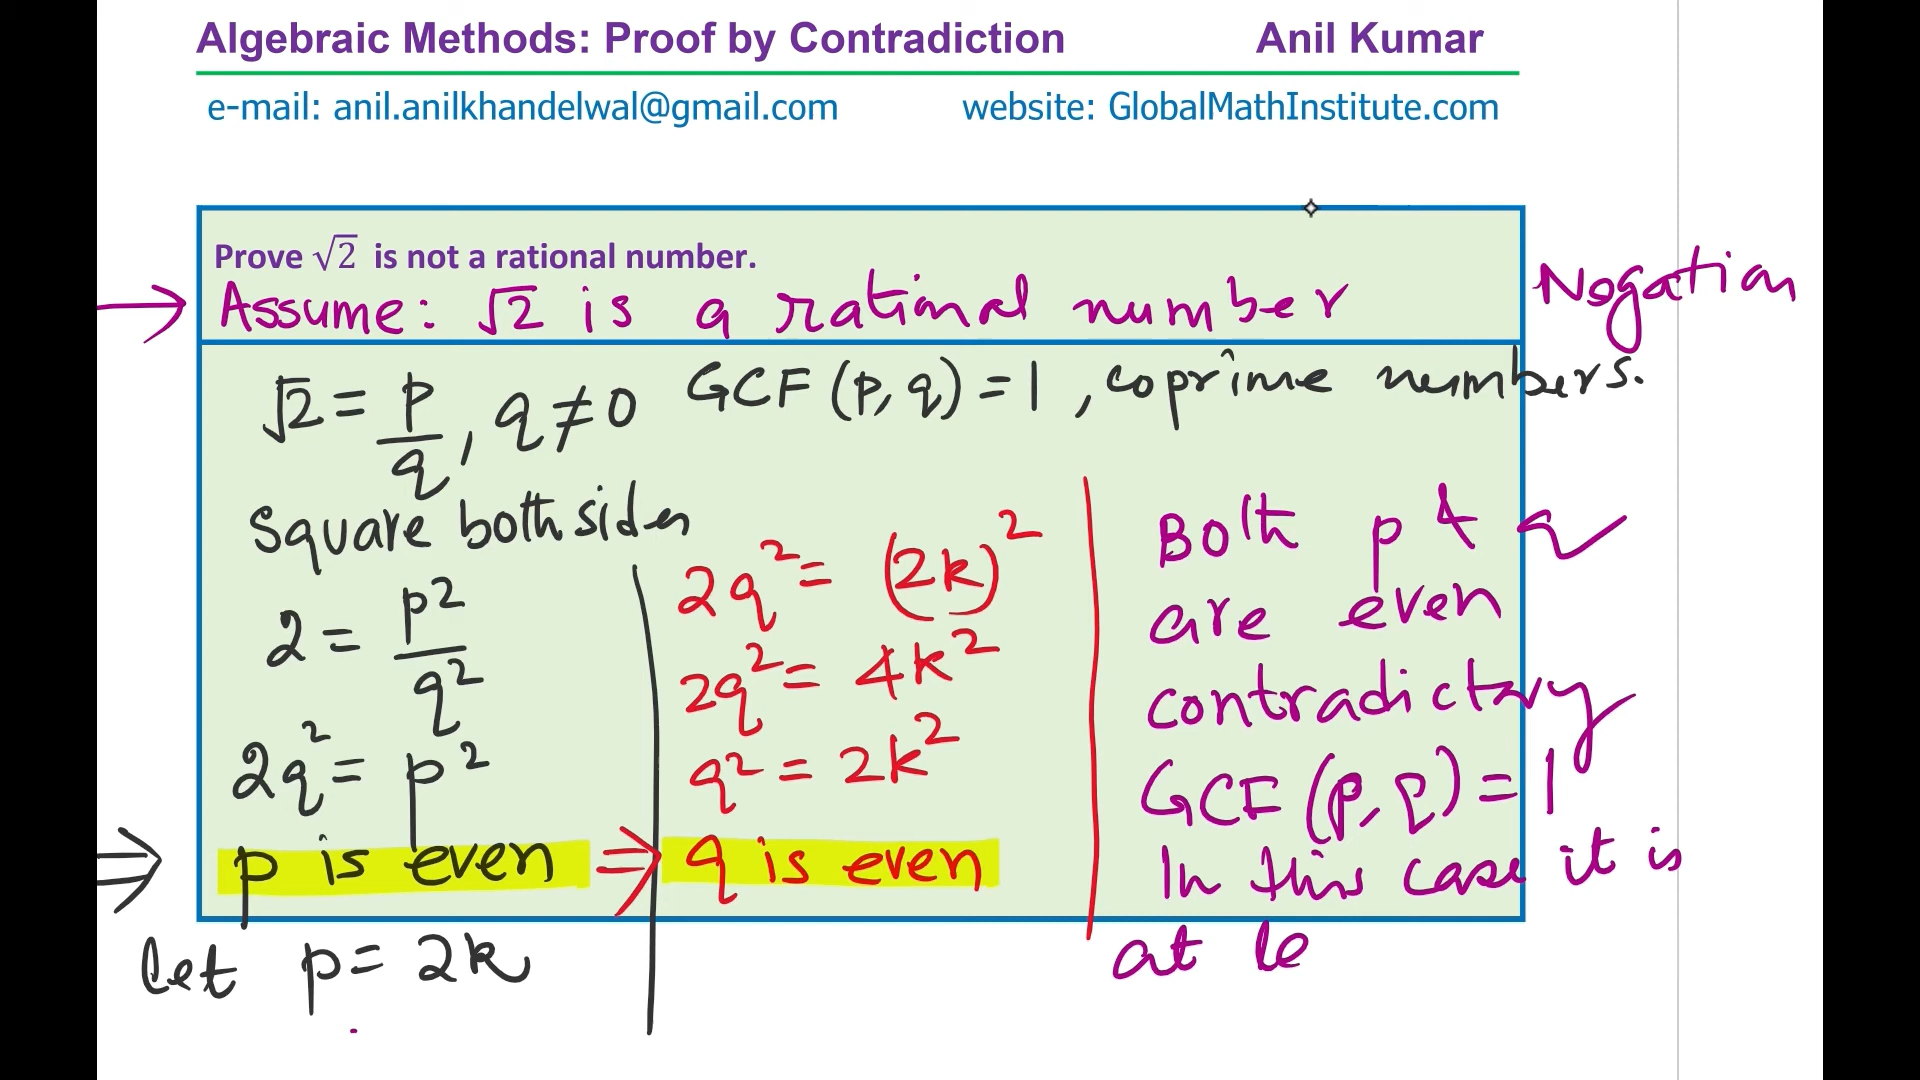 Algebraic Methods: Proof by Contradiction Anil Kumar
e-mail: anil.anilkhandelwal@gmail.com website: GlobalMathInstitute.com
Prove √2 is not a rational number.
Assume: √2 is a rational number
Negation
√2 = p/q, q ≠ 0 GCF (p, q) = 1, coprime numbers.
Square both sides
2 = p²/q²
2q² = p²
⇒ p is even
let p = 2k
2q² = (2k)²
2q² = 4k²
q² = 2k²
⇒ q is even
Both p & q
are even
contradictory
GCF (p, q) = 1
In this case it is
at le